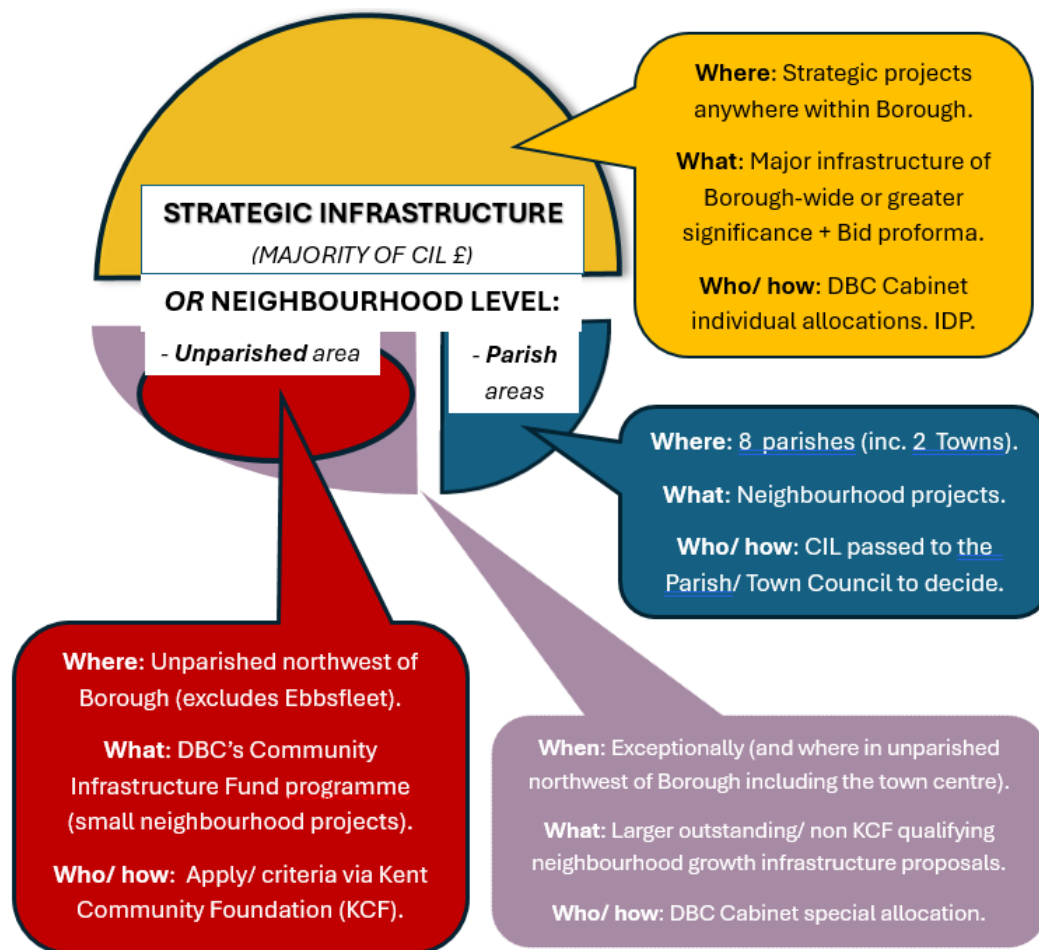 STRATEGIC INFRASTRUCTURE
(MAJORITY OF CIL £)
OR NEIGHBOURHOOD LEVEL:
- Unparished area
- Parish
areas
Where: Strategic projects
anywhere within Borough.
What: Major infrastructure of
Borough-wide or greater
significance + Bid proforma.
Who/ how: DBC Cabinet
individual allocations. IDP.
Where: 8 parishes (inc. 2 Towns).
What: Neighbourhood projects.
Who/ how: CIL passed to the
Parish/ Town Council to decide.
Where: Unparished northwest of
Borough (excludes Ebbsfleet).
What: DBC's Community
Infrastructure Fund programme
(small neighbourhood projects).
Who/ how: Apply/ criteria via Kent
Community Foundation (KCF).
When: Exceptionally (and where in unparished
northwest of Borough including the town centre).
What: Larger outstanding/ non KCF qualifying
neighbourhood growth infrastructure proposals.
Who/ how: DBC Cabinet special allocation.